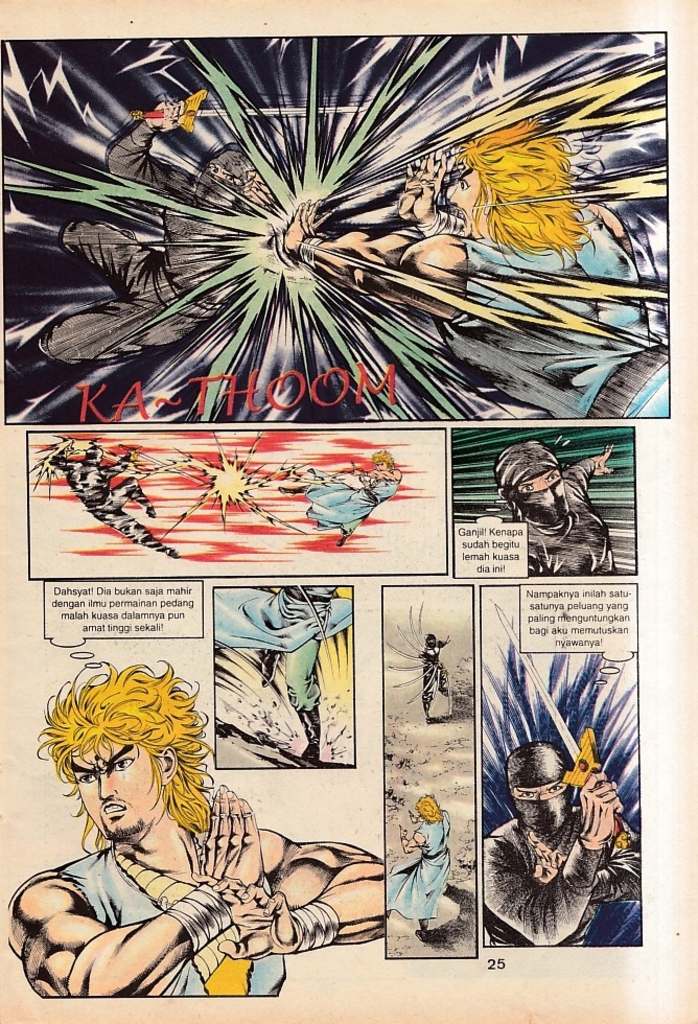 KA~THOOM
Ganjil! Kenapa
sudah begitu
lemah kuasa
dia ini!
Dahsyat! Dia bukan saja mahir
dengan ilmu permainan pedang
malah kuasa dalamnya pun
amat tinggi sekali!
Nampaknya inilah satu-
satunya peluang yang
paling menguntungkan
bagi aku memutuskan
nyawanya!
25